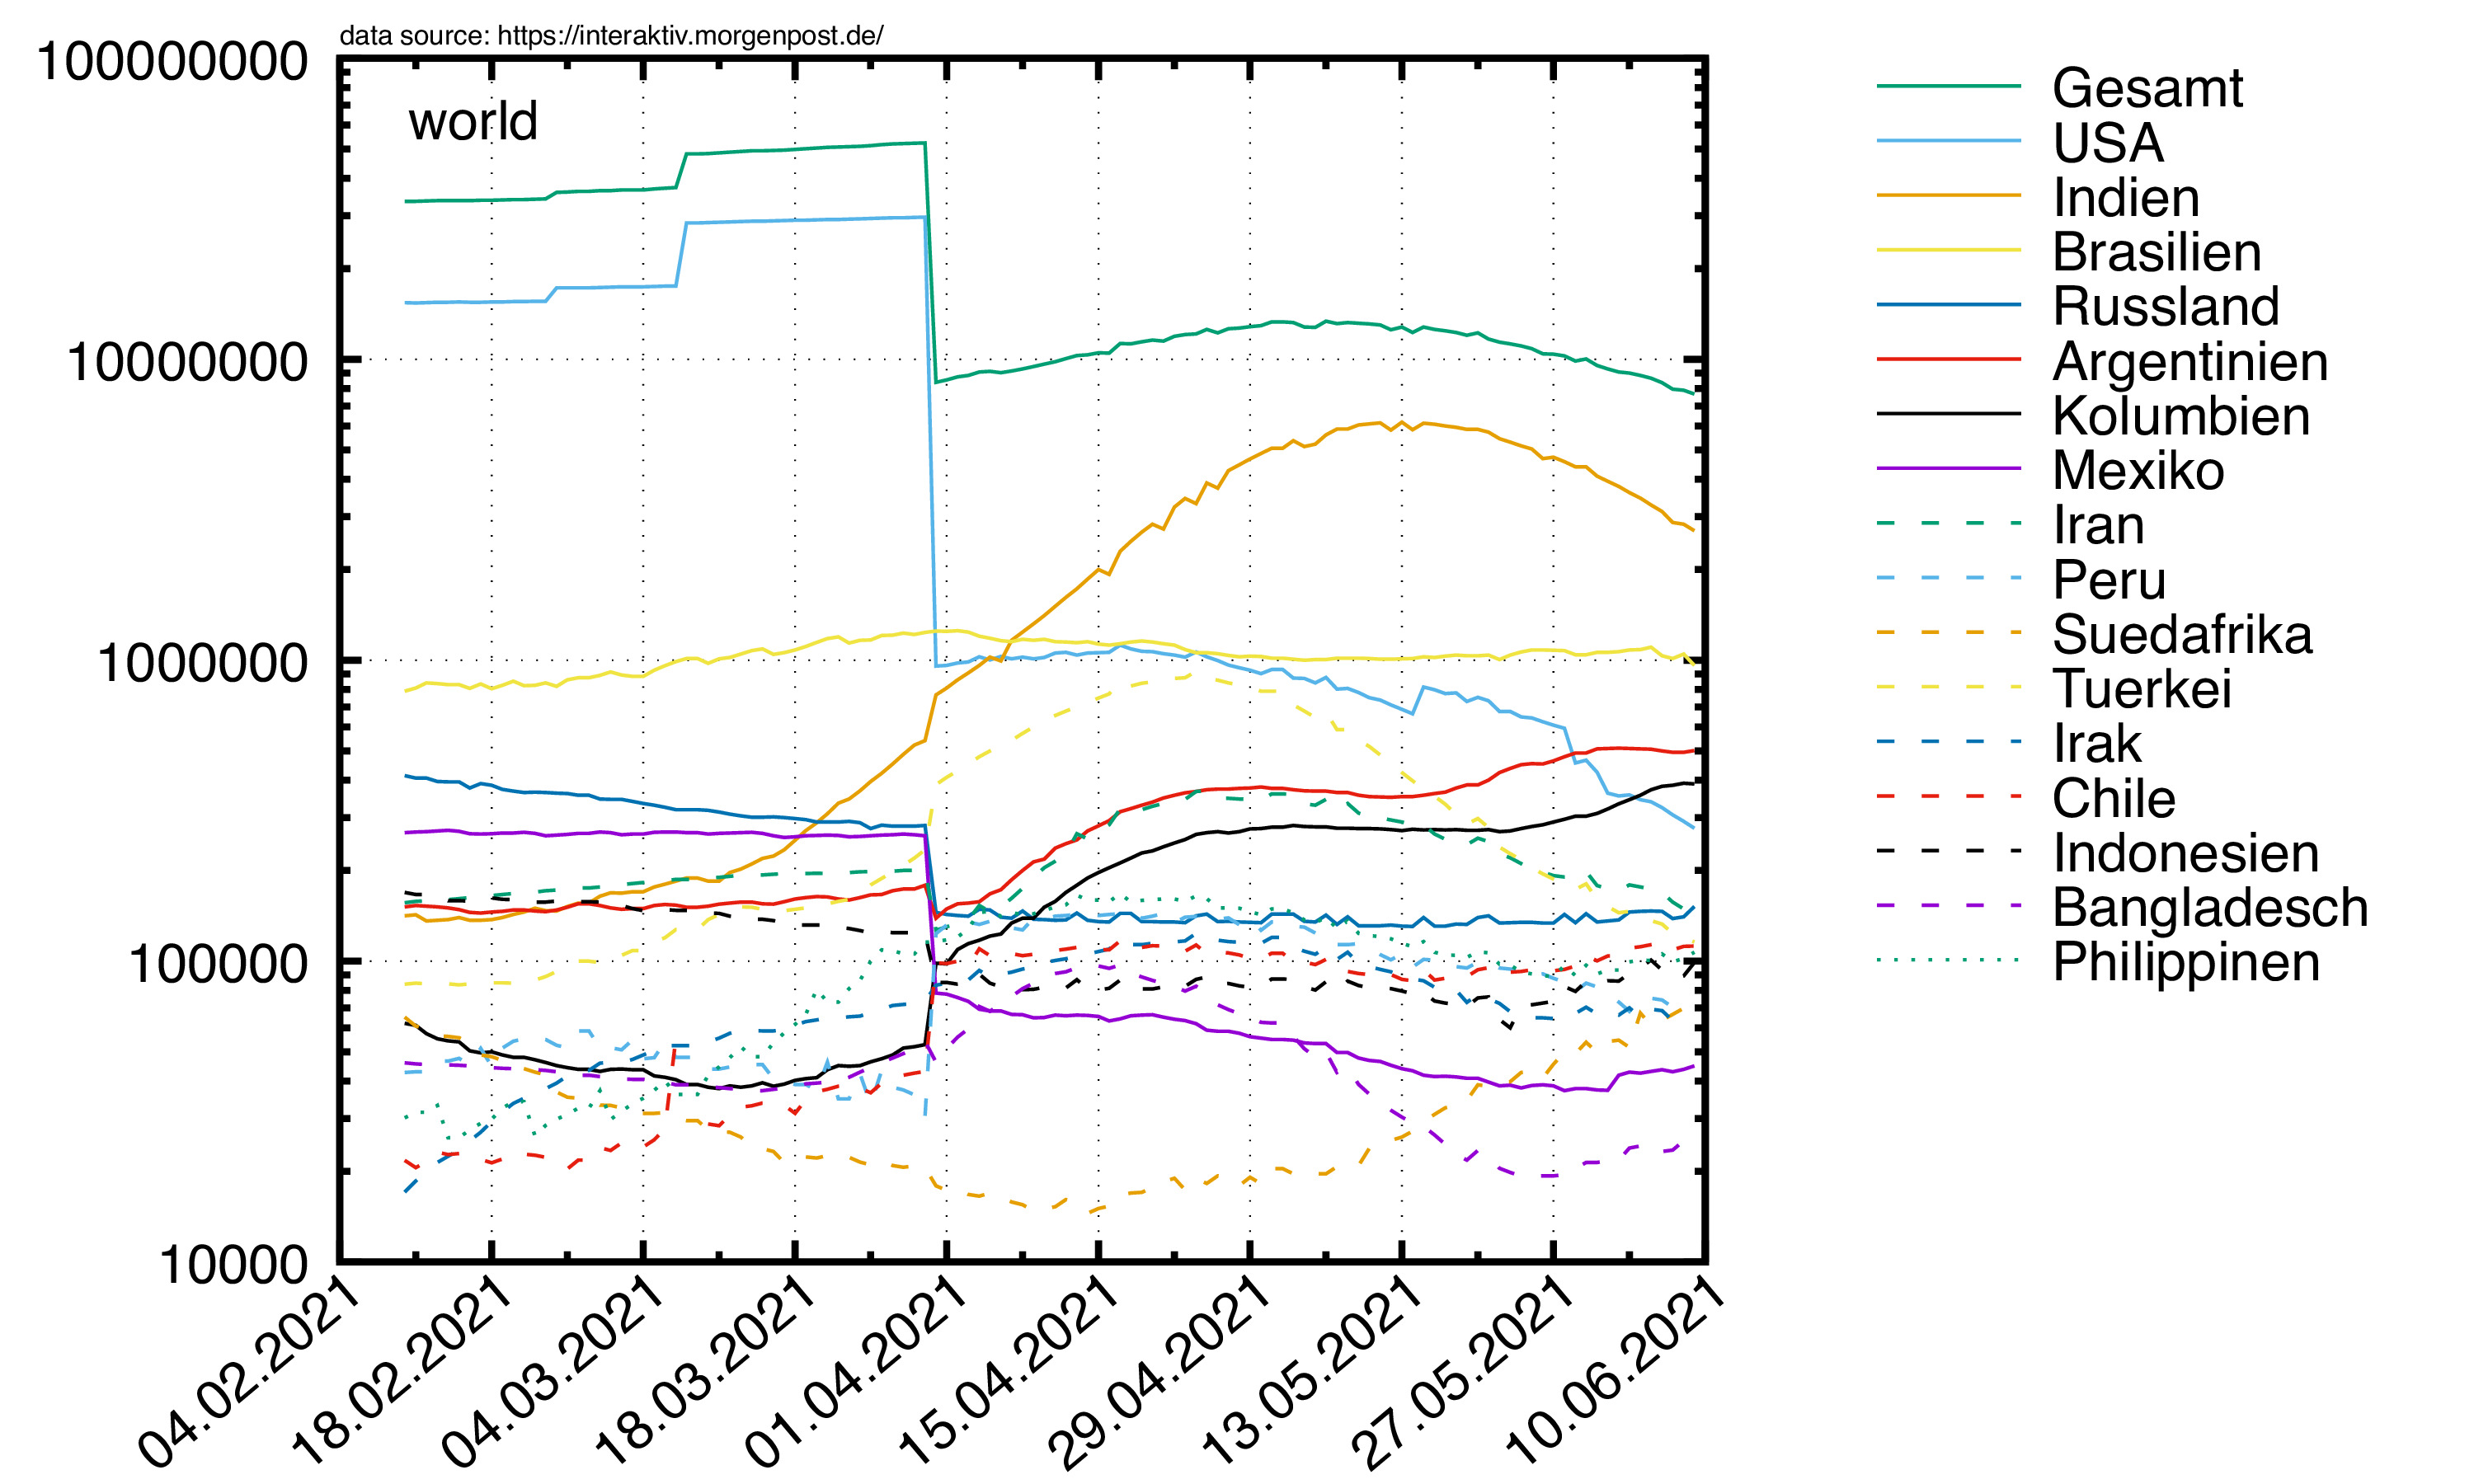 data source: https://interaktiv.morgenpost.de/
world
100000000
10000000
1000000
100000
10000
04.02.2021
18.02.2021
04.03.2021
18.03.2021
01.04.2021
15.04.2021
29.04.2021
13.05.2021
27.05.2021
10.06.2021
Gesamt
USA
Indien
Brasilien
Russland
Argentinien
Kolumbien
Mexiko
Iran
Peru
Suedafrika
Tuerkei
Irak
Chile
Indonesien
Bangladesch
Philippinen